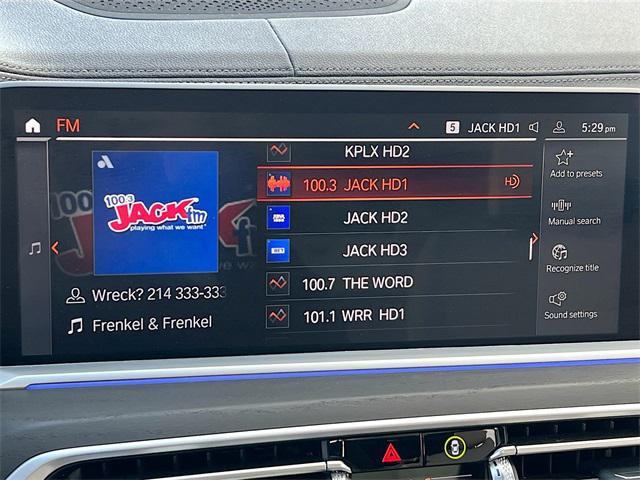 FM
5 JACK HD1
5:29 pm
100.3
JACK fm
playing what we want
Wreck? 214 333-333
Frenkel & Frenkel
KPLX HD2
100.3 JACK HD1
JACK HD2
JACK HD3
100.7 THE WORD
101.1 WRR HD1
Add to presets
Manual search
Recognize title
Sound settings